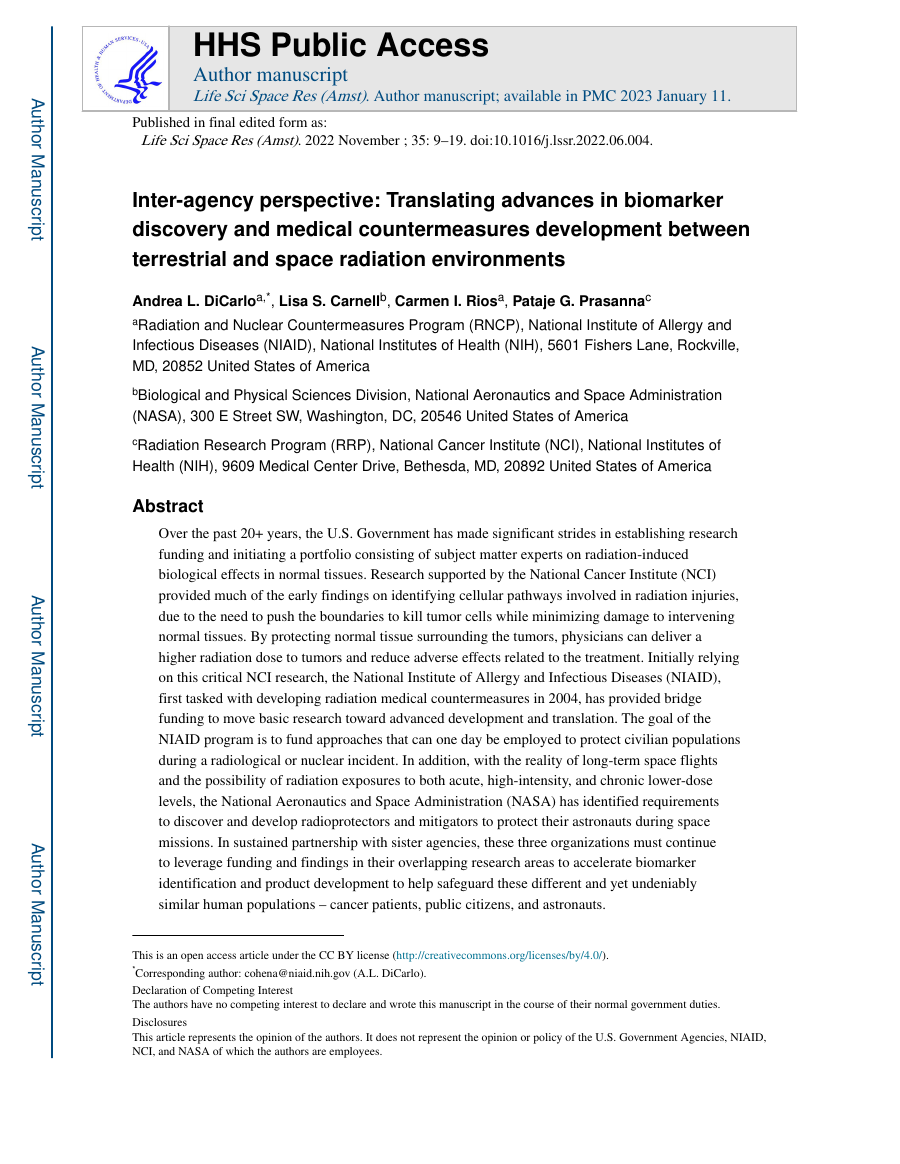 HHS Public Access
Author manuscript
Life Sci Space Res (Amst). Author manuscript; available in PMC 2023 January 11.
Published in final edited form as:
Life Sci Space Res (Amst). 2022 November ; 35: 9–19. doi:10.1016/j.lssr.2022.06.004.
Inter-agency perspective: Translating advances in biomarker
discovery and medical countermeasures development between
terrestrial and space radiation environments
Andrea L. DiCarloa,*, Lisa S. Carnellb, Carmen I. Riosa, Pataje G. Prasannac
aRadiation and Nuclear Countermeasures Program (RNCP), National Institute of Allergy and
Infectious Diseases (NIAID), National Institutes of Health (NIH), 5601 Fishers Lane, Rockville,
MD, 20852 United States of America
bBiological and Physical Sciences Division, National Aeronautics and Space Administration
(NASA), 300 E Street SW, Washington, DC, 20546 United States of America
cRadiation Research Program (RRP), National Cancer Institute (NCI), National Institutes of
Health (NIH), 9609 Medical Center Drive, Bethesda, MD, 20892 United States of America
Abstract
Over the past 20+ years, the U.S. Government has made significant strides in establishing research
funding and initiating a portfolio consisting of subject matter experts on radiation-induced
biological effects in normal tissues. Research supported by the National Cancer Institute (NCI)
provided much of the early findings on identifying cellular pathways involved in radiation injuries,
due to the need to push the boundaries to kill tumor cells while minimizing damage to intervening
normal tissues. By protecting normal tissue surrounding the tumors, physicians can deliver a
higher radiation dose to tumors and reduce adverse effects related to the treatment. Initially relying
on this critical NCI research, the National Institute of Allergy and Infectious Diseases (NIAID),
first tasked with developing radiation medical countermeasures in 2004, has provided bridge
funding to move basic research toward advanced development and translation. The goal of the
NIAID program is to fund approaches that can one day be employed to protect civilian populations
during a radiological or nuclear incident. In addition, with the reality of long-term space flights
and the possibility of radiation exposures to both acute, high-intensity, and chronic lower-dose
levels, the National Aeronautics and Space Administration (NASA) has identified requirements
to discover and develop radioprotectors and mitigators to protect their astronauts during space
missions. In sustained partnership with sister agencies, these three organizations must continue
to leverage funding and findings in their overlapping research areas to accelerate biomarker
identification and product development to help safeguard these different and yet undeniably
similar human populations – cancer patients, public citizens, and astronauts.
This is an open access article under the CC BY license (http://creativecommons.org/licenses/by/4.0/).
*Corresponding author: cohena@niaid.nih.gov (A.L. DiCarlo).
Declaration of Competing Interest
The authors have no competing interest to declare and wrote this manuscript in the course of their normal government duties.
Disclosures
This article represents the opinion of the authors. It does not represent the opinion or policy of the U.S. Government Agencies, NIAID,
NCI, and NASA of which the authors are employees.
Author Manuscript
Author Manuscript
Author Manuscript
Author Manuscript
DEPARTMENT OF HEALTH & HUMAN SERVICES · USA